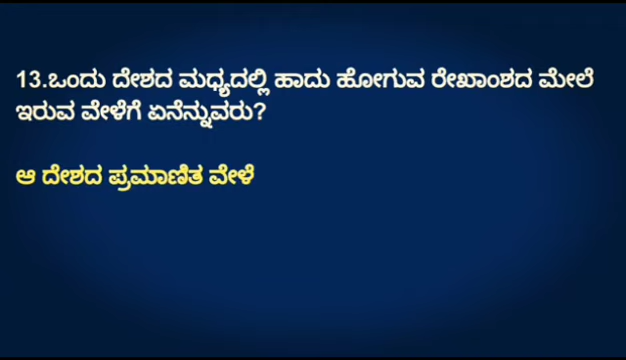 13.ಒಂದು ದೇಶದ ಮಧ್ಯದಲ್ಲಿ ಹಾದು ಹೋಗುವ ರೇಖಾಂಶದ ಮೇಲೆ
ಇರುವ ವೇಳೆಗೆ ಏನೆನ್ನುವರು?
ಆ ದೇಶದ ಪ್ರಮಾಣಿತ ವೇಳೆ